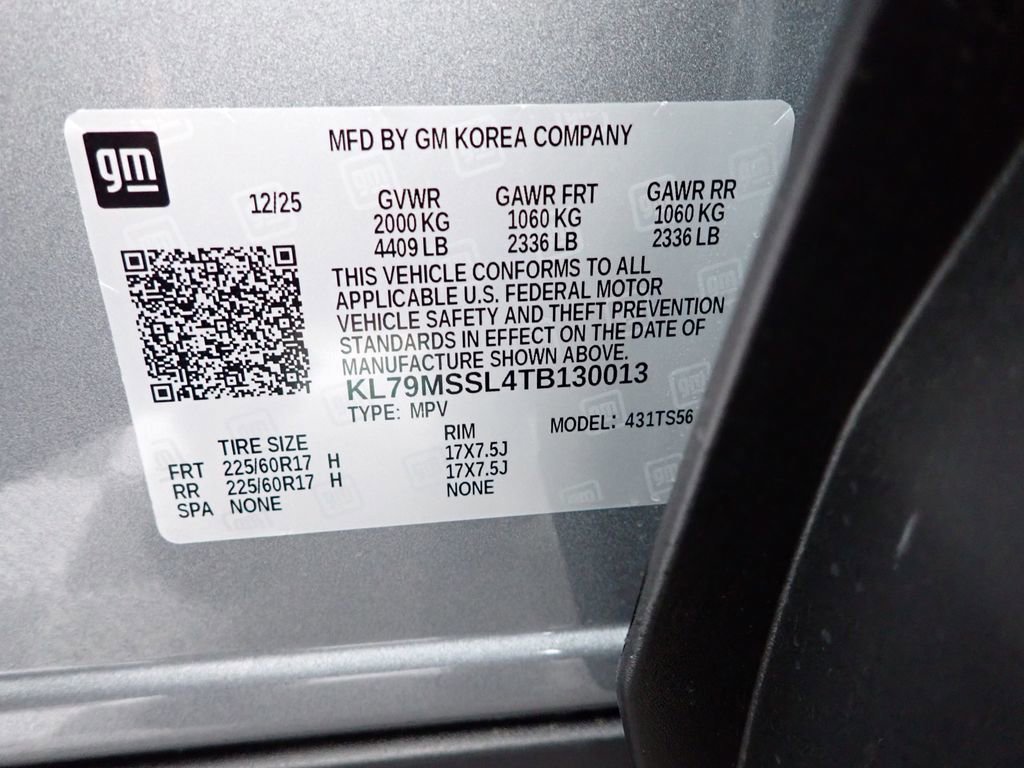 gm
MFD BY GM KOREA COMPANY
12/25
GVWR GAWR FRT GAWR RR
2000 KG 1060 KG 1060 KG
4409 LB 2336 LB 2336 LB
THIS VEHICLE CONFORMS TO ALL
APPLICABLE U.S. FEDERAL MOTOR
VEHICLE SAFETY AND THEFT PREVENTION
STANDARDS IN EFFECT ON THE DATE OF
MANUFACTURE SHOWN ABOVE.
KL79MSSL4TB130013
TYPE: MPV MODEL: 431TS56
TIRE SIZE RIM
FRT 225/60R17 H 17X7.5J
RR 225/60R17 H 17X7.5J
SPA NONE NONE